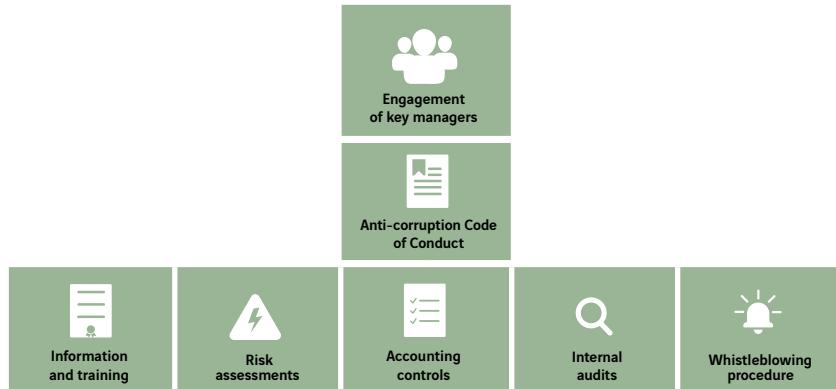 Engagement
of key managers
Anti-corruption Code
of Conduct
Information
and training
Risk
assessments
Accounting
controls
Internal
audits
Whistleblowing
procedure